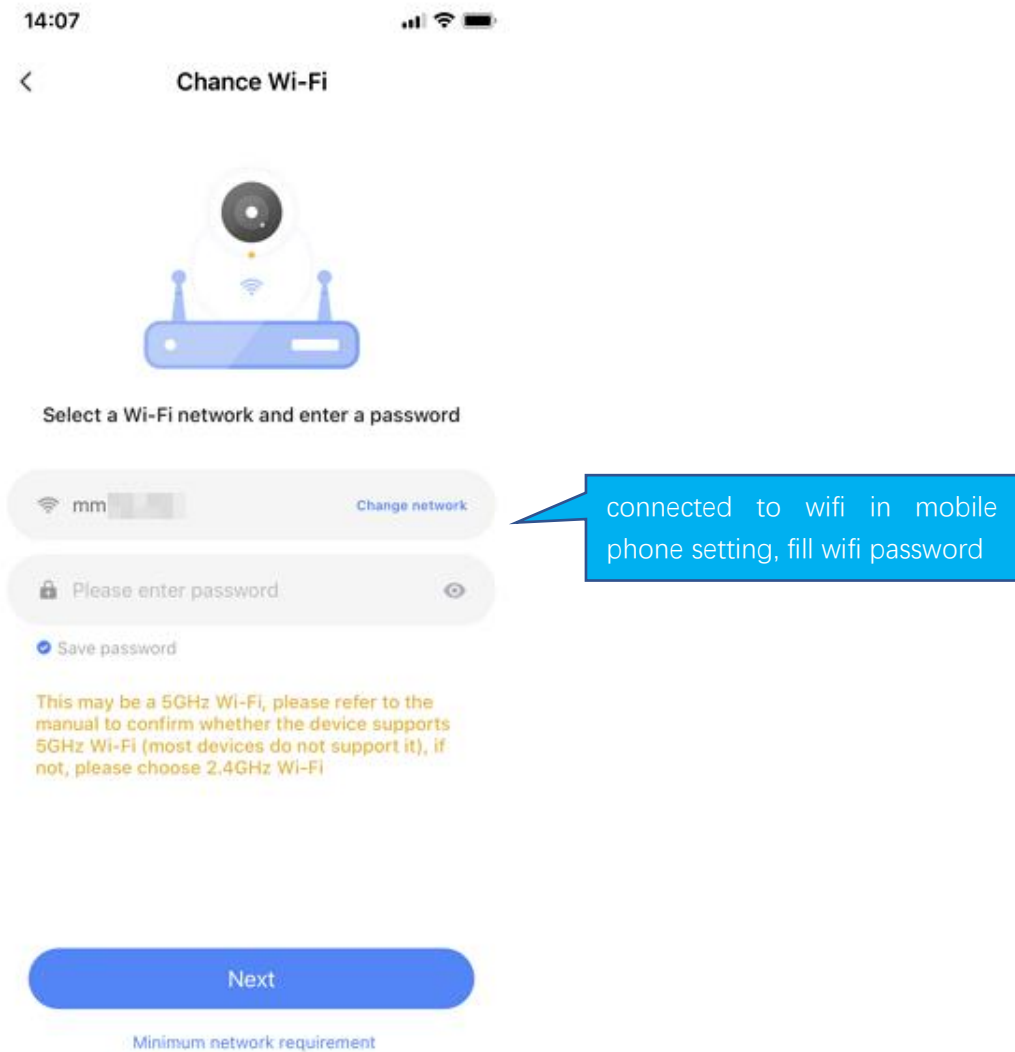 14:07
Chance Wi-Fi
Select a Wi-Fi network and enter a password
mm
Change network
connected to wifi in mobile
phone setting, fill wifi password
Please enter password
Save password
This may be a 5GHz Wi-Fi, please refer to the
manual to confirm whether the device supports
5GHz Wi-Fi (most devices do not support it), if
not, please choose 2.4GHz Wi-Fi
Next
Minimum network requirement